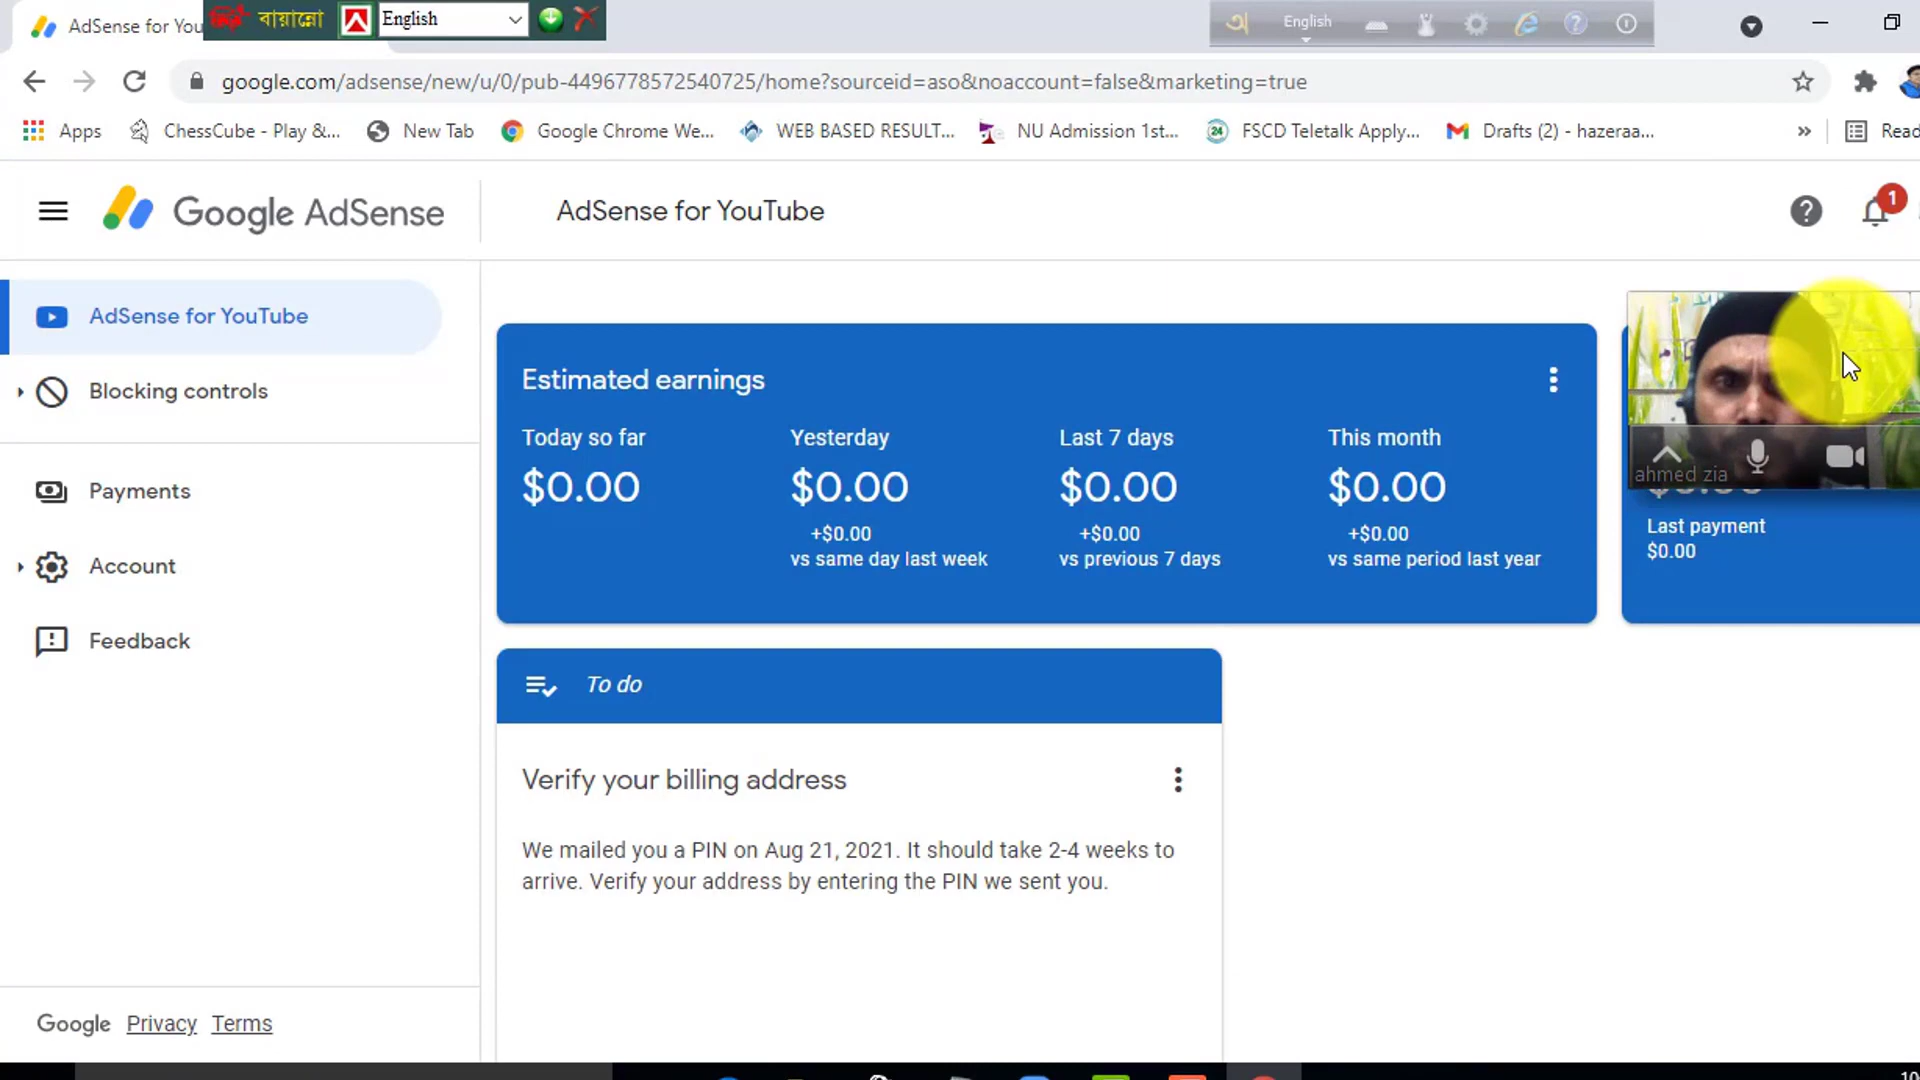 AdSense for You
বায়ান্নো
English
English
google.com/adsense/new/u/0/pub-4496778572540725/home?sourceid=aso&noaccount=false&marketing=true
Apps
ChessCube - Play &...
New Tab
Google Chrome We...
WEB BASED RESULT...
NU Admission 1st...
24
FSCD Teletalk Apply...
Drafts (2) - hazeraa...
»
Read
Google AdSense
AdSense for YouTube
1
AdSense for YouTube
Blocking controls
Payments
Account
Feedback
Estimated earnings
Today so far
$0.00
Yesterday
$0.00
+$0.00
vs same day last week
Last 7 days
$0.00
+$0.00
vs previous 7 days
This month
$0.00
+$0.00
vs same period last year
ahmed zia
Last payment
$0.00
To do
Verify your billing address
We mailed you a PIN on Aug 21, 2021. It should take 2-4 weeks to
arrive. Verify your address by entering the PIN we sent you.
Google Privacy Terms